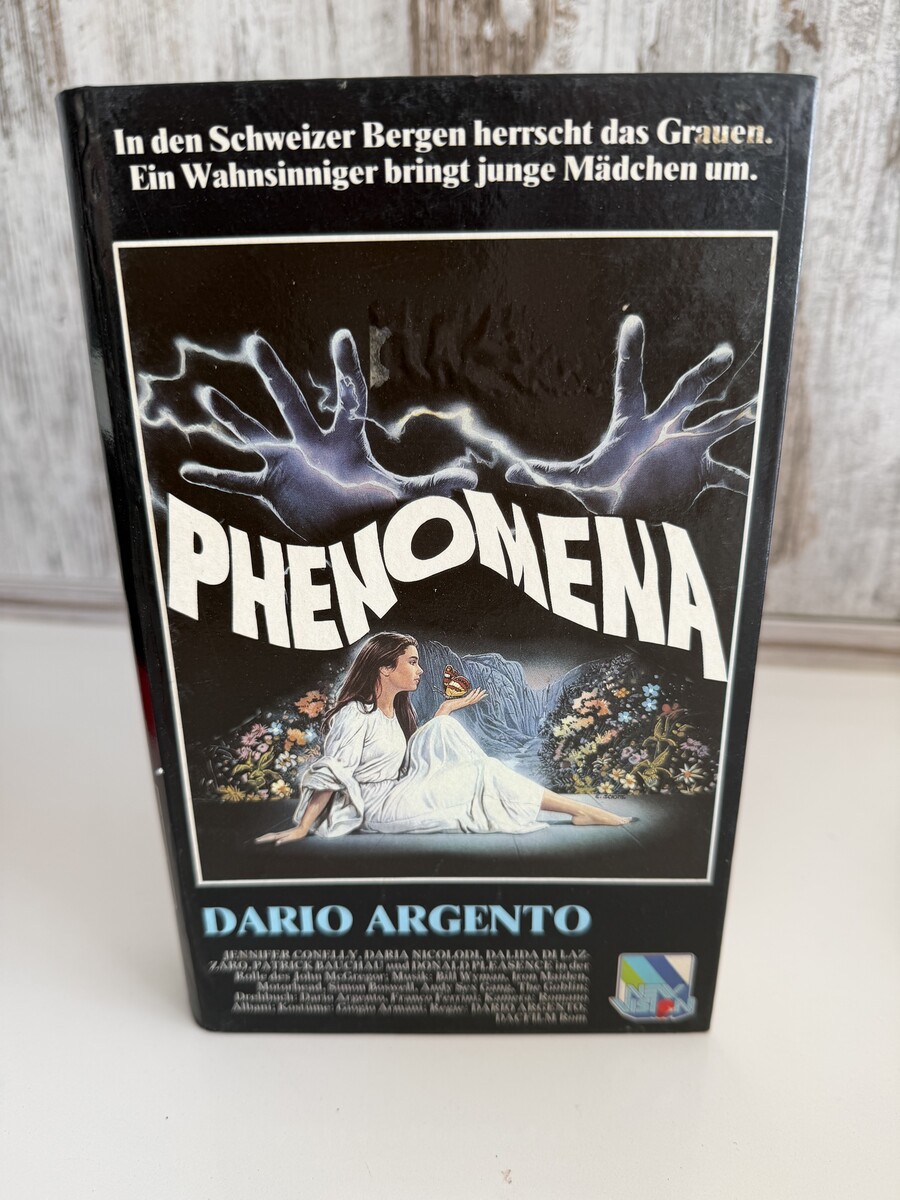 In den Schweizer Bergen herrscht das Grauen.
Ein Wahnsinniger bringt junge Mädchen um.
PHENOMENA
DARIO ARGENTO
JENNIFER CONELLY, DARIA NICOLODI, DALIDA DI LAZ-
ZARO, PATRICK BAUCHAU und DONALD PLEASENCE in der
Rolle des John McGregor; Musik: Bill Wyman, Iron Maiden,
Motorhead, Simon Boswell, Andy Sex Gang, The Goblin;
Drehbuch: Dario Argento, Franco Ferrini, Kamera: Romano
Albani; Kostüme: Giorgio Armani; Regie: DARIO ARGENTO.
DACFILM Rom